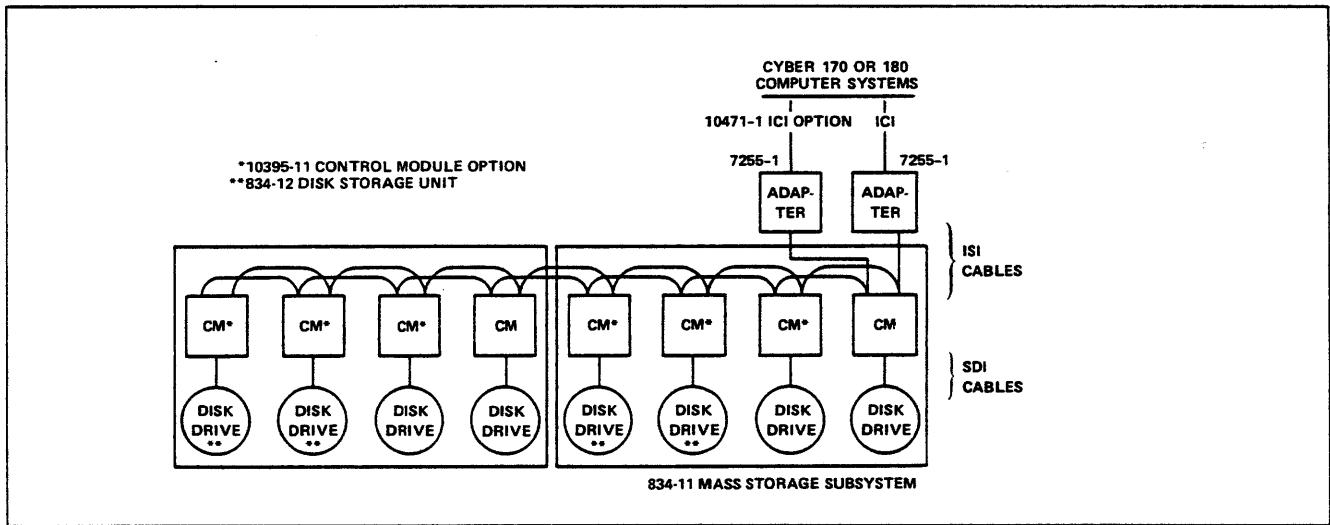 CYBER 170 OR 180
COMPUTER SYSTEMS
10471-1 ICI OPTION
ICI
*10395-11 CONTROL MODULE OPTION
**834-12 DISK STORAGE UNIT
7255-1
7255-1
ADAP-
TER
ADAP-
TER
ISI
CABLES
CM*
CM*
CM*
CM
CM*
CM*
CM*
CM
SDI
CABLES
DISK
DRIVE
**
DISK
DRIVE
**
DISK
DRIVE
DISK
DRIVE
DISK
DRIVE
**
DISK
DRIVE
**
DISK
DRIVE
DISK
DRIVE
834-11 MASS STORAGE SUBSYSTEM